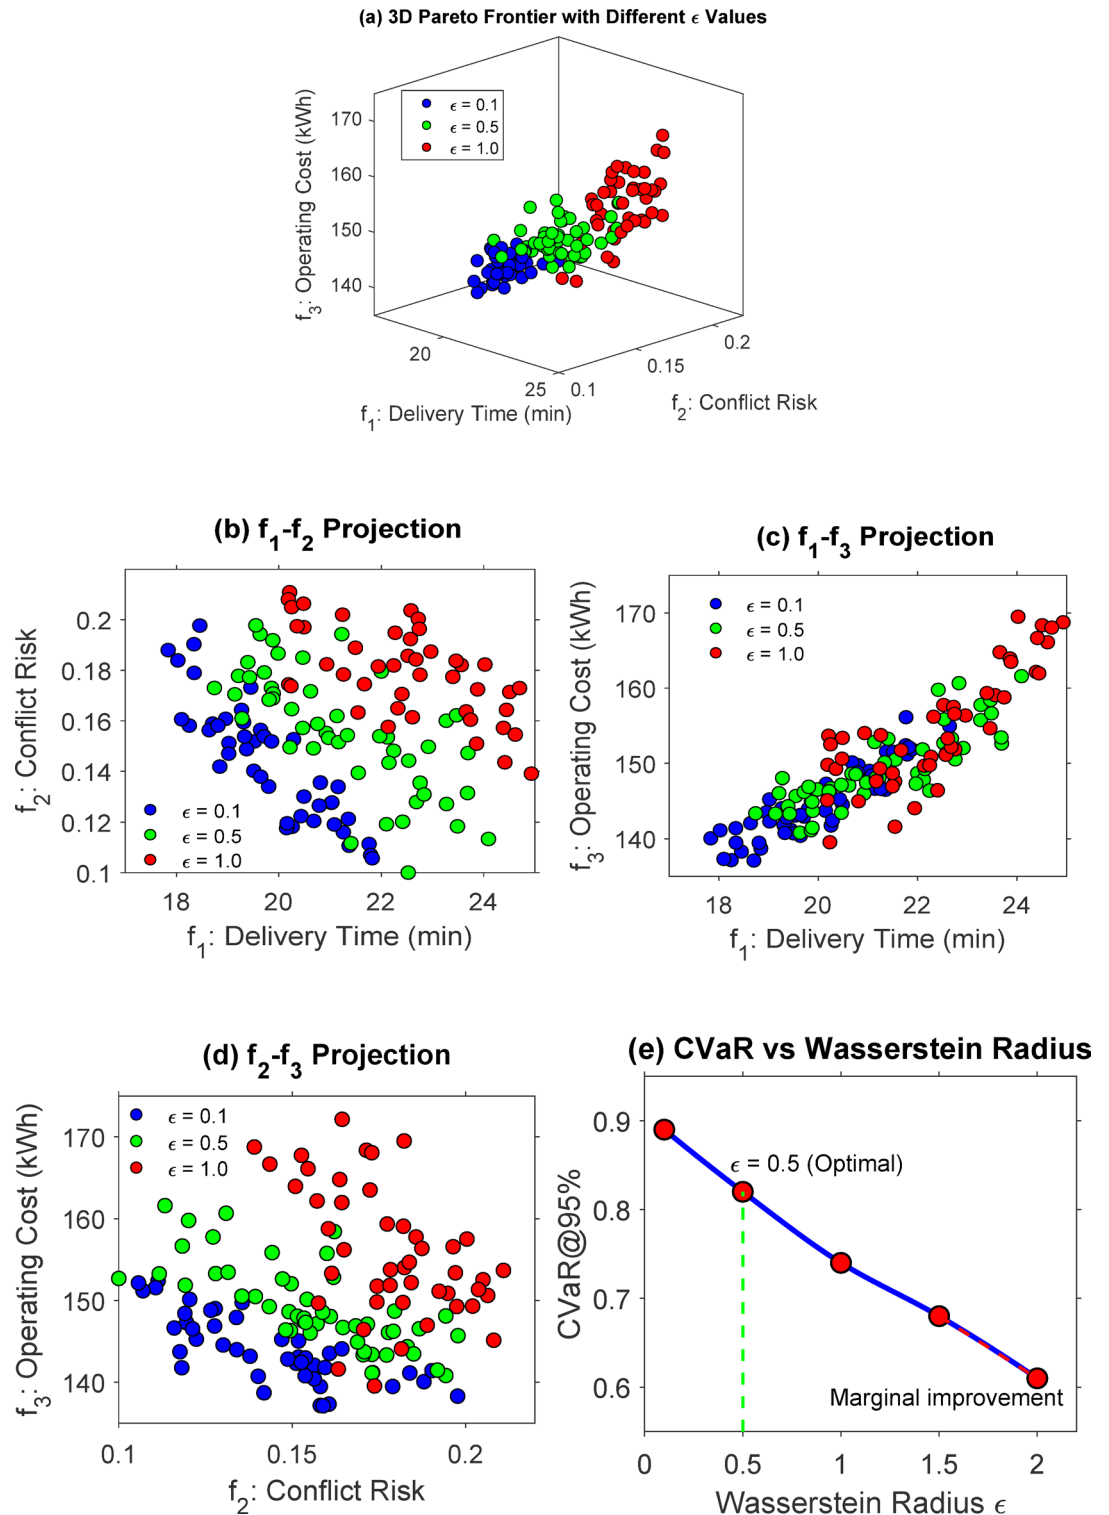 (a) 3D Pareto Frontier with Different ϵ Values
ϵ = 0.1
ϵ = 0.5
ϵ = 1.0
f3: Operating Cost (kWh)
170
160
150
140
20
25
0.1
0.15
0.2
f1: Delivery Time (min)
f2: Conflict Risk
(b) f1-f2 Projection
f2: Conflict Risk
0.2
0.18
0.16
0.14
0.12
0.1
ϵ = 0.1
ϵ = 0.5
ϵ = 1.0
18 20 22 24
f1: Delivery Time (min)
(c) f1-f3 Projection
f3: Operating Cost (kWh)
170
160
150
140
ϵ = 0.1
ϵ = 0.5
ϵ = 1.0
18 20 22 24
f1: Delivery Time (min)
(d) f2-f3 Projection
f3: Operating Cost (kWh)
170
160
150
140
ϵ = 0.1
ϵ = 0.5
ϵ = 1.0
0.1 0.15 0.2
f2: Conflict Risk
(e) CVaR vs Wasserstein Radius
CVaR@95%
0.9
0.8
0.7
0.6
ϵ = 0.5 (Optimal)
Marginal improvement
0 0.5 1 1.5 2
Wasserstein Radius ϵ